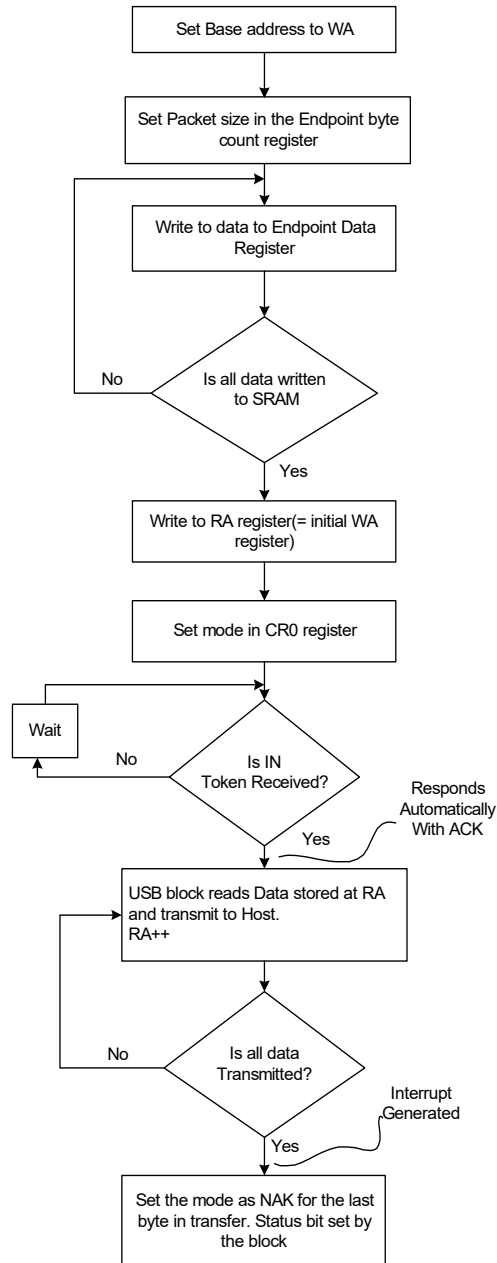 Set Base address to WA
Set Packet size in the Endpoint byte
count register
Write to data to Endpoint Data
Register
Is all data written
to SRAM
No
Yes
Write to RA register(= initial WA
register)
Set mode in CR0 register
Wait
No
Is IN
Token Received?
Yes
Responds
Automatically
With ACK
USB block reads Data stored at RA
and transmit to Host.
RA++
No
Is all data
Transmitted?
Yes
Interrupt
Generated
Set the mode as NAK for the last
byte in transfer. Status bit set by
the block